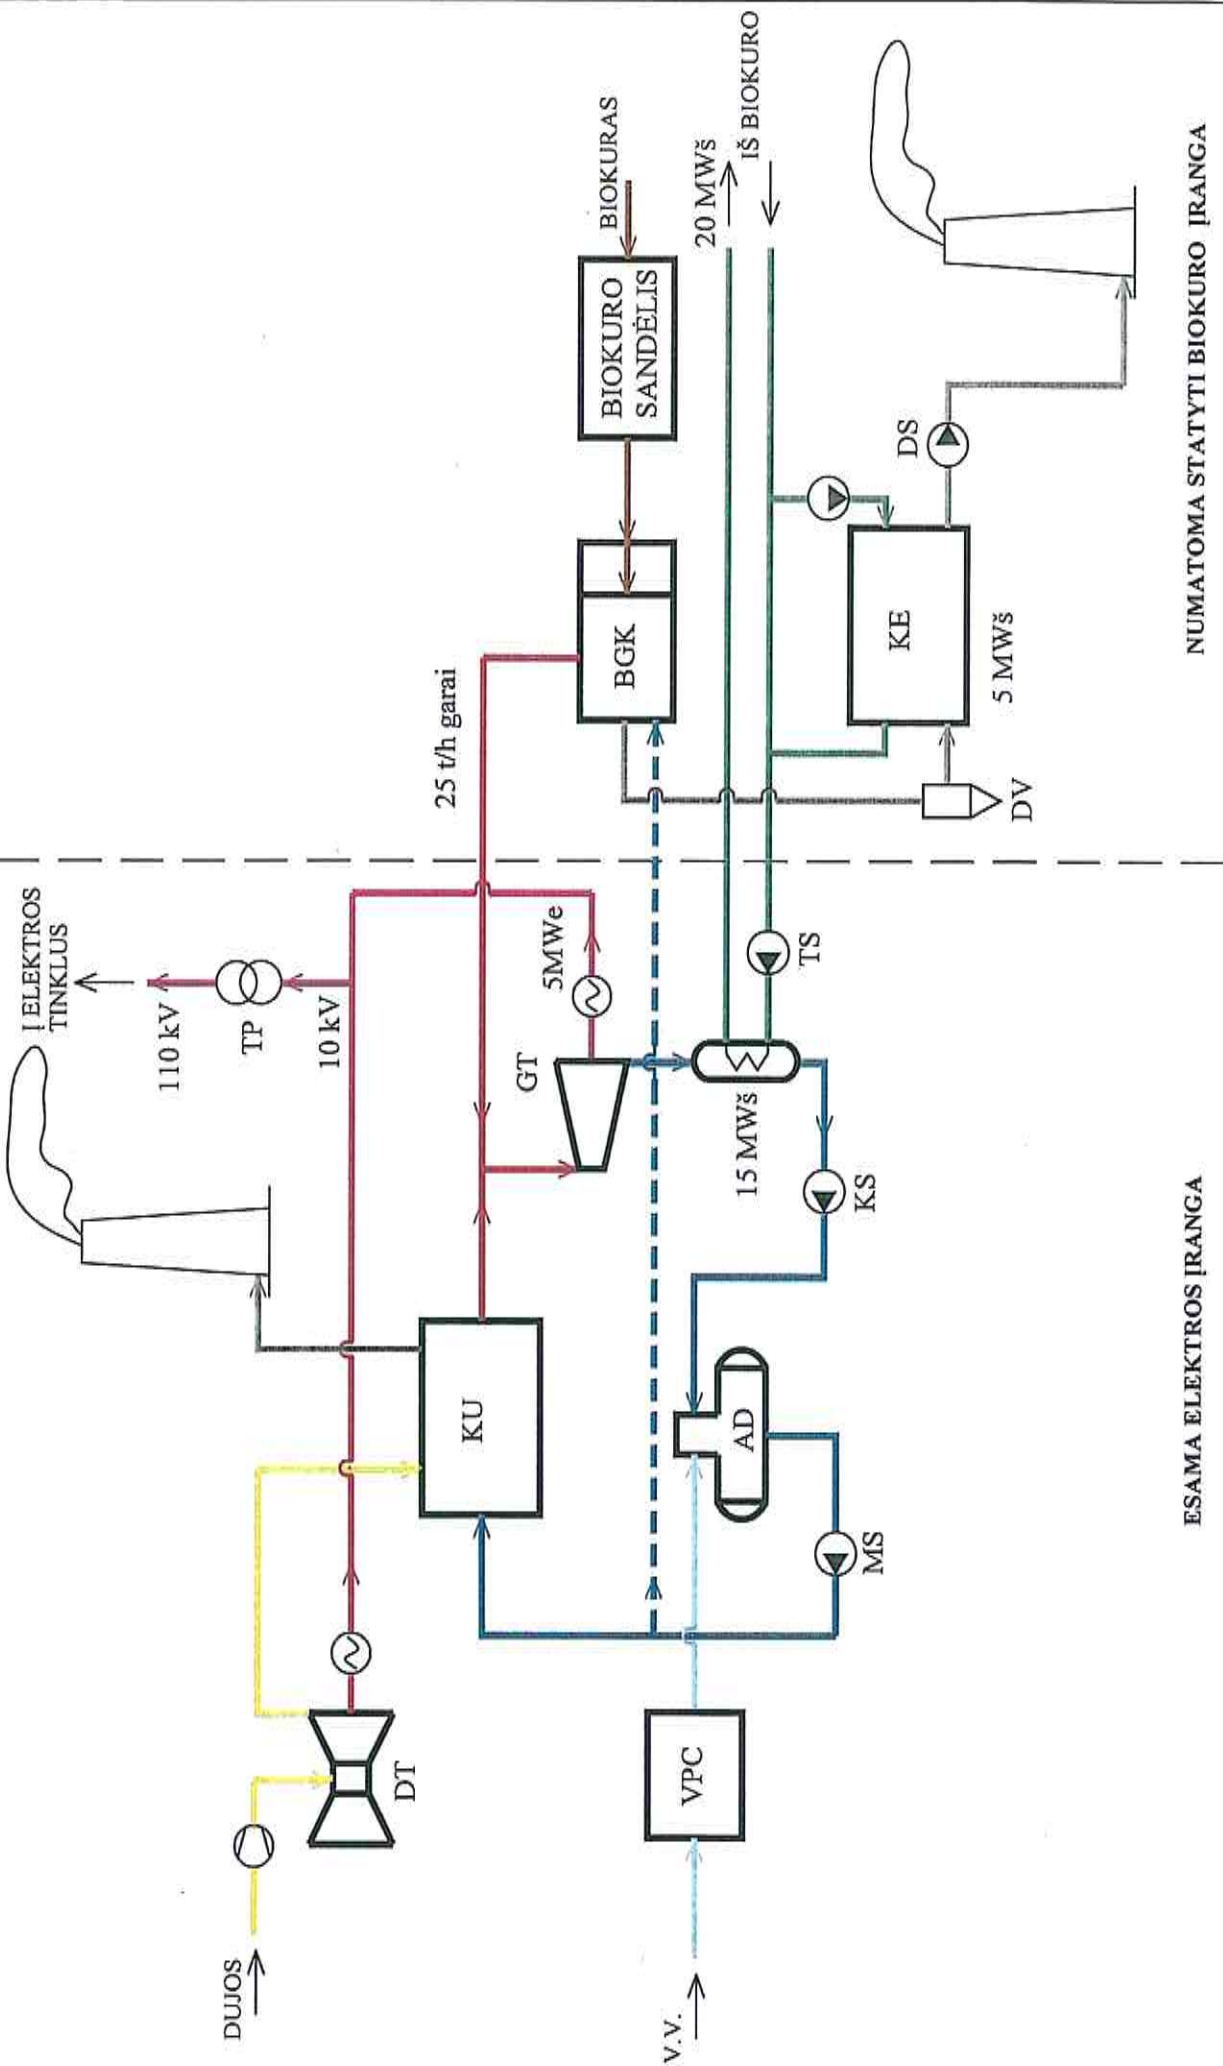 Į ELEKTROS
TINKLUS
110 kV
TP
10 kV
DUJOS
DT
KU
25 t/h garai
GT
5MWe
BIOKURAS
BIOKURO
SANDĖLIS
BGK
20 MWš
IŠ BIOKURO
15 MWš
TS
KS
AD
MS
VPC
V.V.
DS
KE
5 MWš
DV
ESAMA ELEKTROS ĮRANGA
NUMATOMA STATYTI BIOKURO ĮRANGA